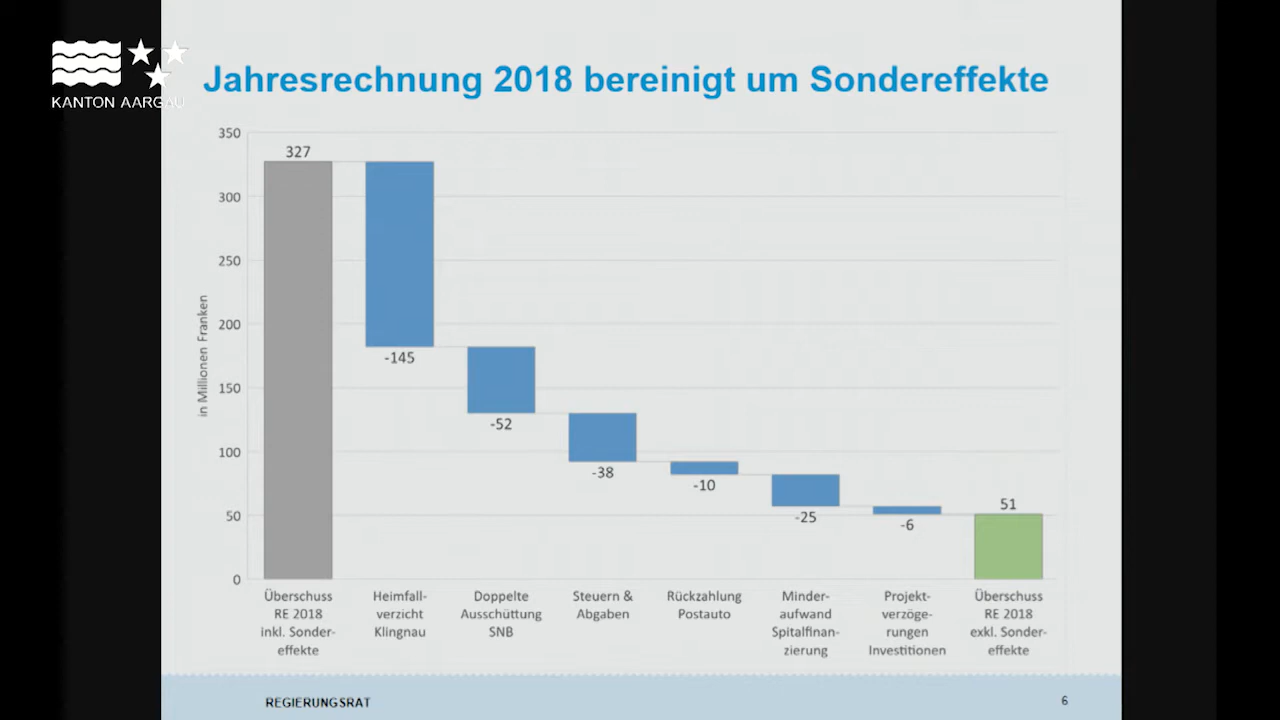 KANTON AARGAU
Jahresrechnung 2018 bereinigt um Sondereffekte
in Millionen Franken
350
300
250
200
150
100
50
0
327
-145
-52
-38
-10
-25
-6
51
Überschuss
RE 2018
inkl. Sonder-
effekte
Heimfall-
verzicht
Klingnau
Doppelte
Ausschüttung
SNB
Steuern &
Abgaben
Rückzahlung
Postauto
Minder-
aufwand
Spitalfinan-
zierung
Projekt-
verzöge-
rungen
Investitionen
Überschuss
RE 2018
exkl. Sonder-
effekte
REGIERUNGSRAT
6